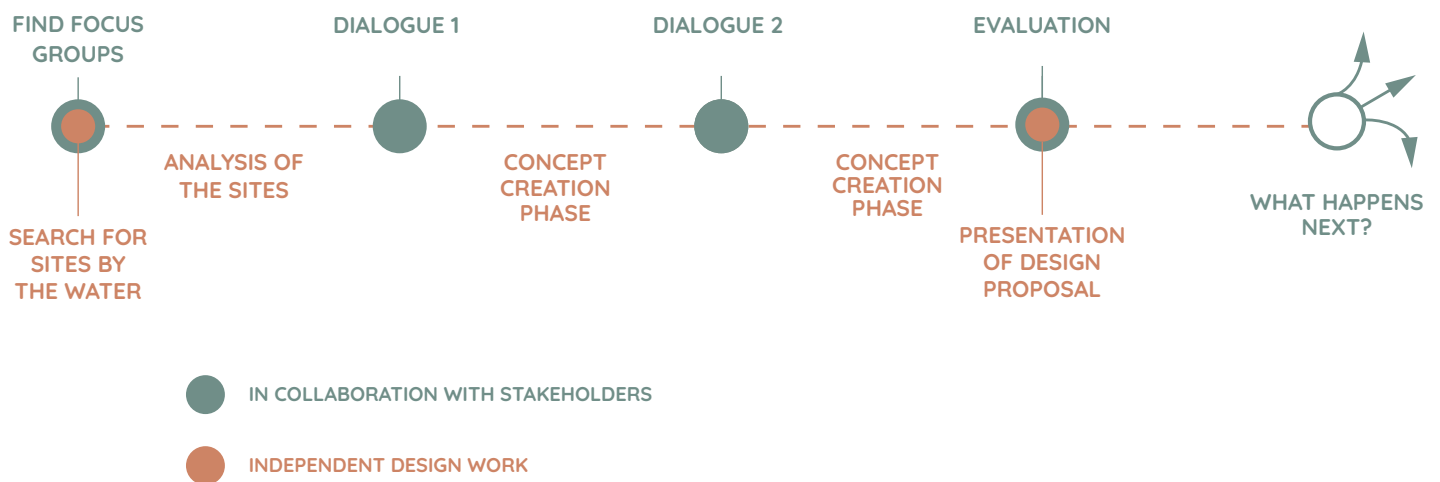 FIND FOCUS
GROUPS
DIALOGUE 1
DIALOGUE 2
EVALUATION
ANALYSIS OF
THE SITES
CONCEPT
CREATION
PHASE
CONCEPT
CREATION
PHASE
WHAT HAPPENS
NEXT?
SEARCH FOR
SITES BY
THE WATER
PRESENTATION
OF DESIGN
PROPOSAL
IN COLLABORATION WITH STAKEHOLDERS
INDEPENDENT DESIGN WORK